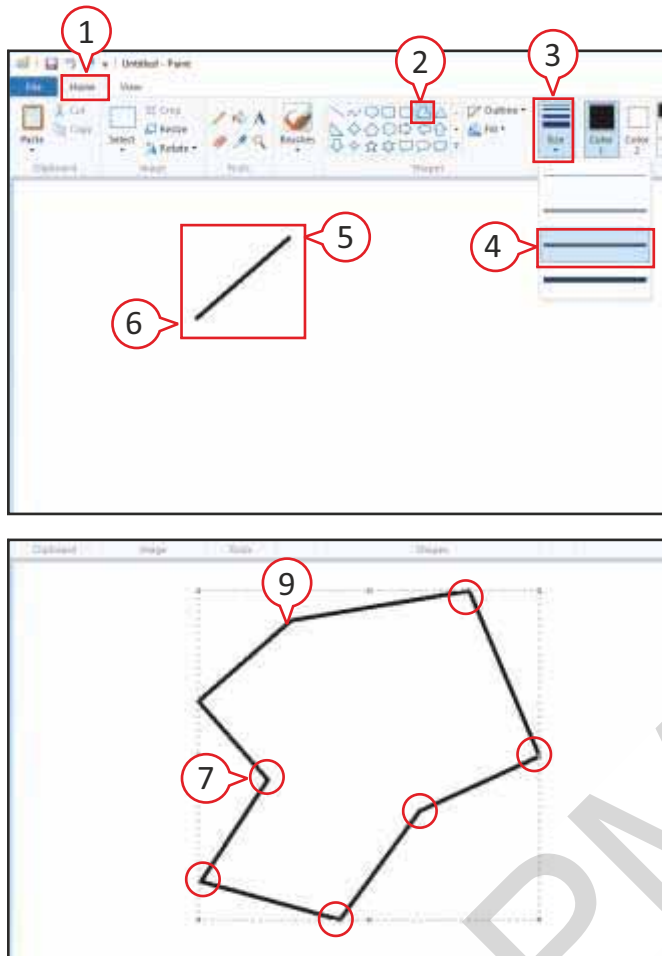 1
2
3
Untitled - Paint
File Home View
Paste
Cut
Copy
Select
Crop
Resize
Rotate
A
Brushes
Outline
Fill
Size
Color 1
Color 2
Clipboard Image Tools Shapes
4
5
6
Clipboard Image Tools Shapes
9
7
PM